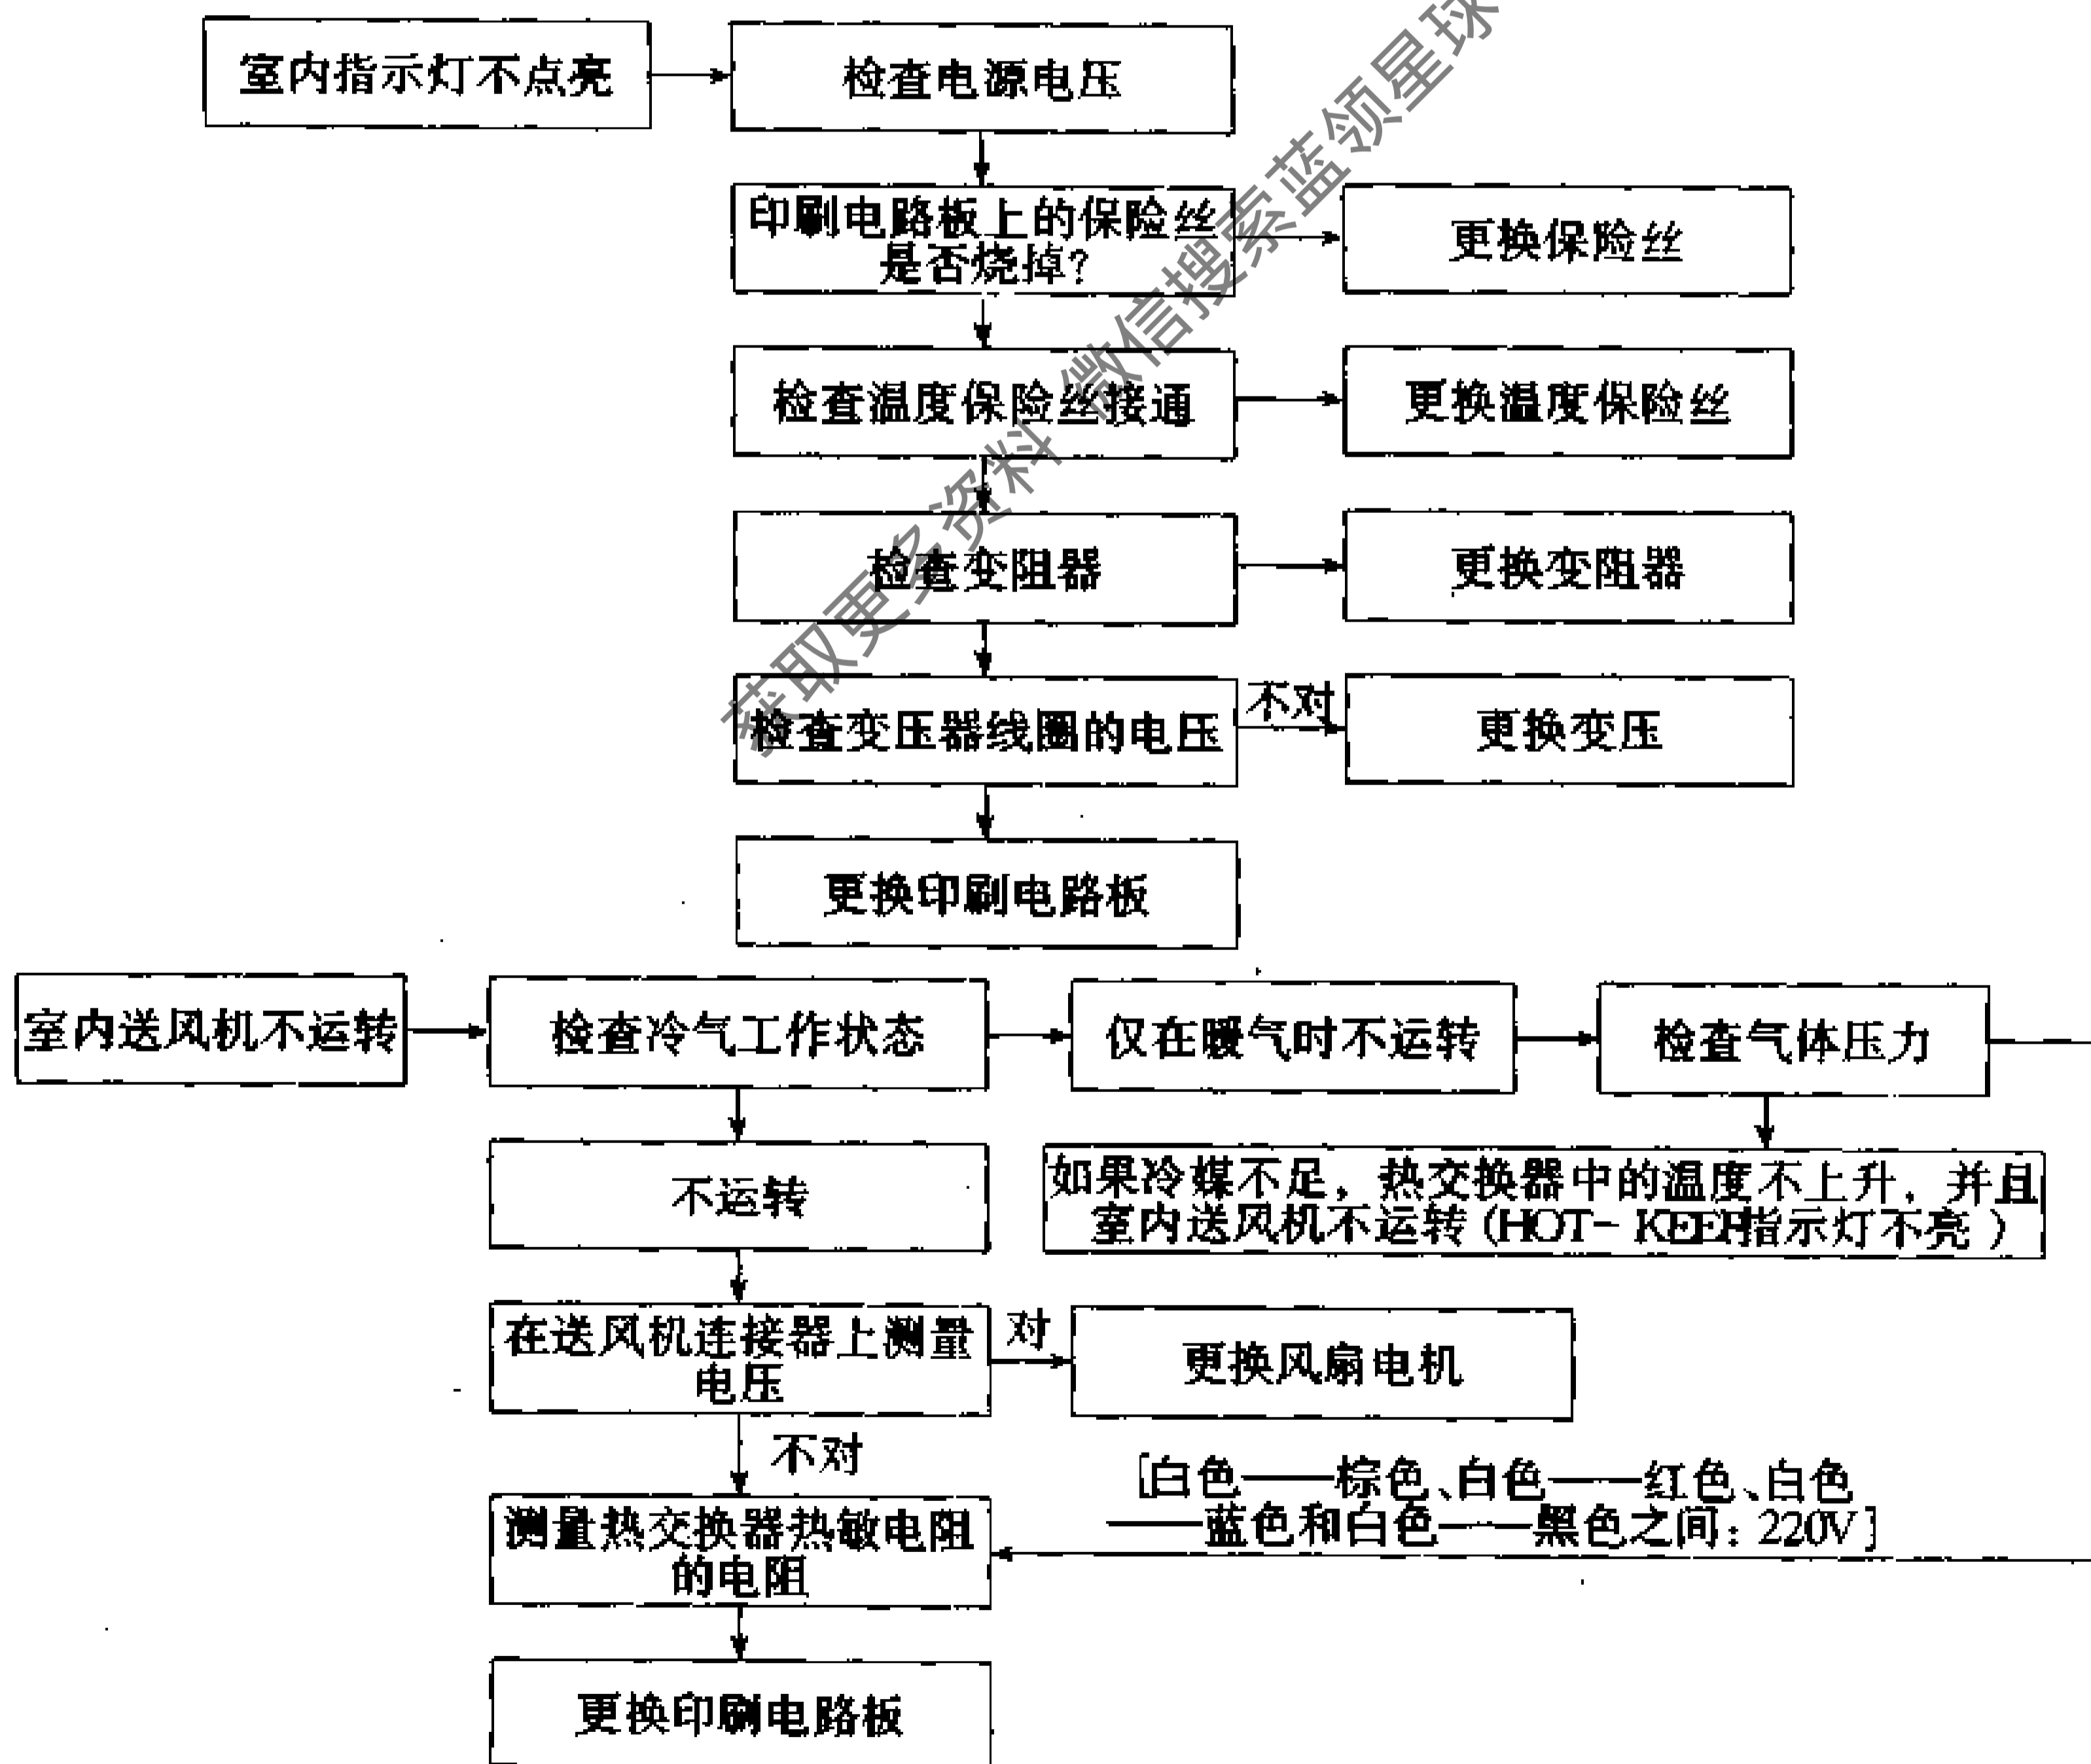 室内指示灯不点亮
检查电源电压
印刷电路板上的保险丝
是否烧掉?
更换保险丝
检查温度保险丝接通
更换温度保险丝
检查变阻器
更换变阻器
检查变压器线圈的电压
不对
更换变压
更换印刷电路板
室内送风机不运转
检查冷气工作状态
仅在暖气时不运转
检查气体压力
不运转
如果冷媒不足，热交换器中的温度不上升，并且
室内送风机不运转(HOT-KEEP指示灯不亮)
在送风机连接器上测量
电压
对
更换风扇电机
不对
[白色——棕色、白色——红色、白色
——蓝色和白色——黑色之间：220V]
测量热交换器热敏电阻
的电阻
更换印刷电路板
获取更多资料 微信搜索蓝领星球